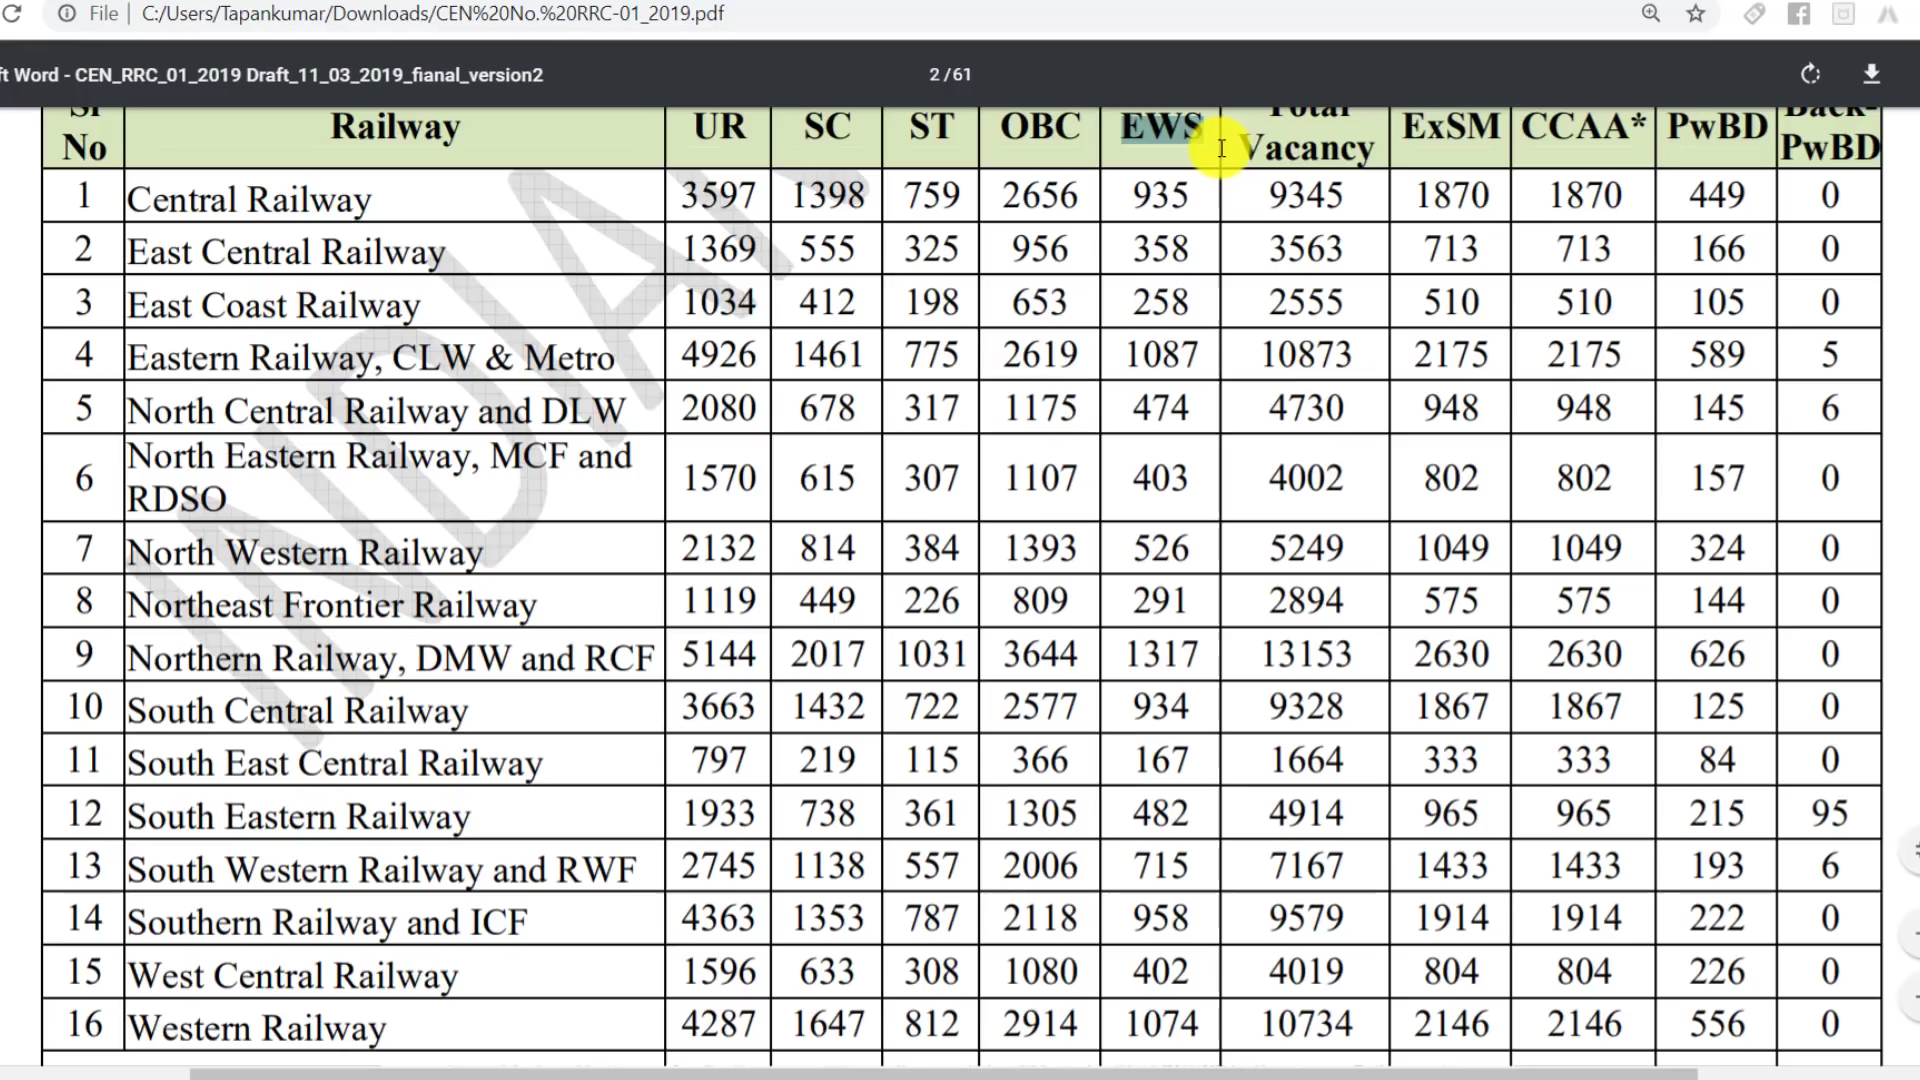 File | C:/Users/Tapankumar/Downloads/CEN%20No.%20RRC-01_2019.pdf
ft Word - CEN_RRC_01_2019 Draft_11_03_2019_fianal_version2 2 / 61
Sr No Railway UR SC ST OBC EWS Total Vacancy ExSM CCAA* PwBD Back-PwBD
1 Central Railway 3597 1398 759 2656 935 9345 1870 1870 449 0
2 East Central Railway 1369 555 325 956 358 3563 713 713 166 0
3 East Coast Railway 1034 412 198 653 258 2555 510 510 105 0
4 Eastern Railway, CLW & Metro 4926 1461 775 2619 1087 10873 2175 2175 589 5
5 North Central Railway and DLW 2080 678 317 1175 474 4730 948 948 145 6
6 North Eastern Railway, MCF and RDSO 1570 615 307 1107 403 4002 802 802 157 0
7 North Western Railway 2132 814 384 1393 526 5249 1049 1049 324 0
8 Northeast Frontier Railway 1119 449 226 809 291 2894 575 575 144 0
9 Northern Railway, DMW and RCF 5144 2017 1031 3644 1317 13153 2630 2630 626 0
10 South Central Railway 3663 1432 722 2577 934 9328 1867 1867 125 0
11 South East Central Railway 797 219 115 366 167 1664 333 333 84 0
12 South Eastern Railway 1933 738 361 1305 482 4914 965 965 215 95
13 South Western Railway and RWF 2745 1138 557 2006 715 7167 1433 1433 193 6
14 Southern Railway and ICF 4363 1353 787 2118 958 9579 1914 1914 222 0
15 West Central Railway 1596 633 308 1080 402 4019 804 804 226 0
16 Western Railway 4287 1647 812 2914 1074 10734 2146 2146 556 0
INDIAN